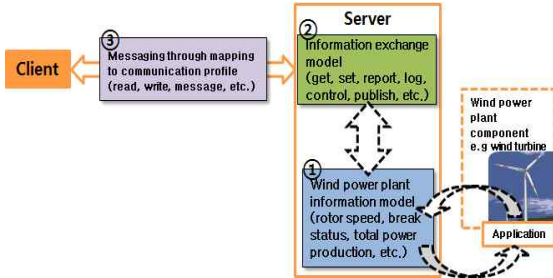 Server
③
Messaging through mapping
to communication profile
(read, write, message, etc.)
Client
②
Information exchange
model
(get, set, report, log,
control, publish, etc.)
Wind power
plant
component
e.g wind turbine
①
Wind power plant
information model
(rotor speed, break
status, total power
production, etc.)
Application